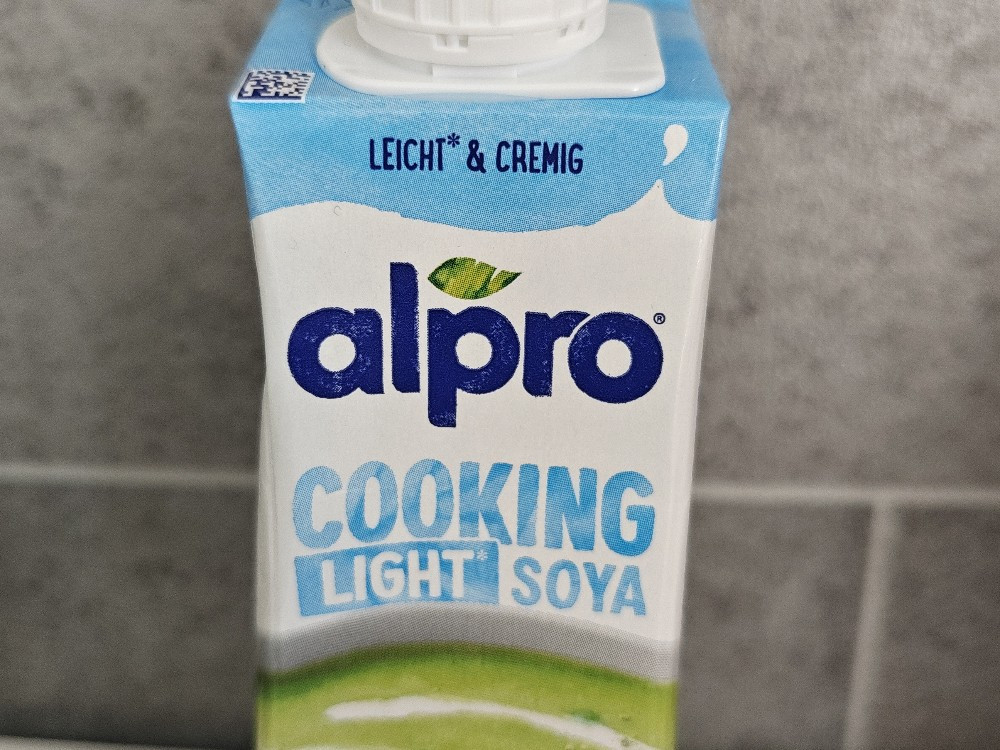 LEICHT* & CREMIG
alpro®
COOKING
LIGHT* SOYA